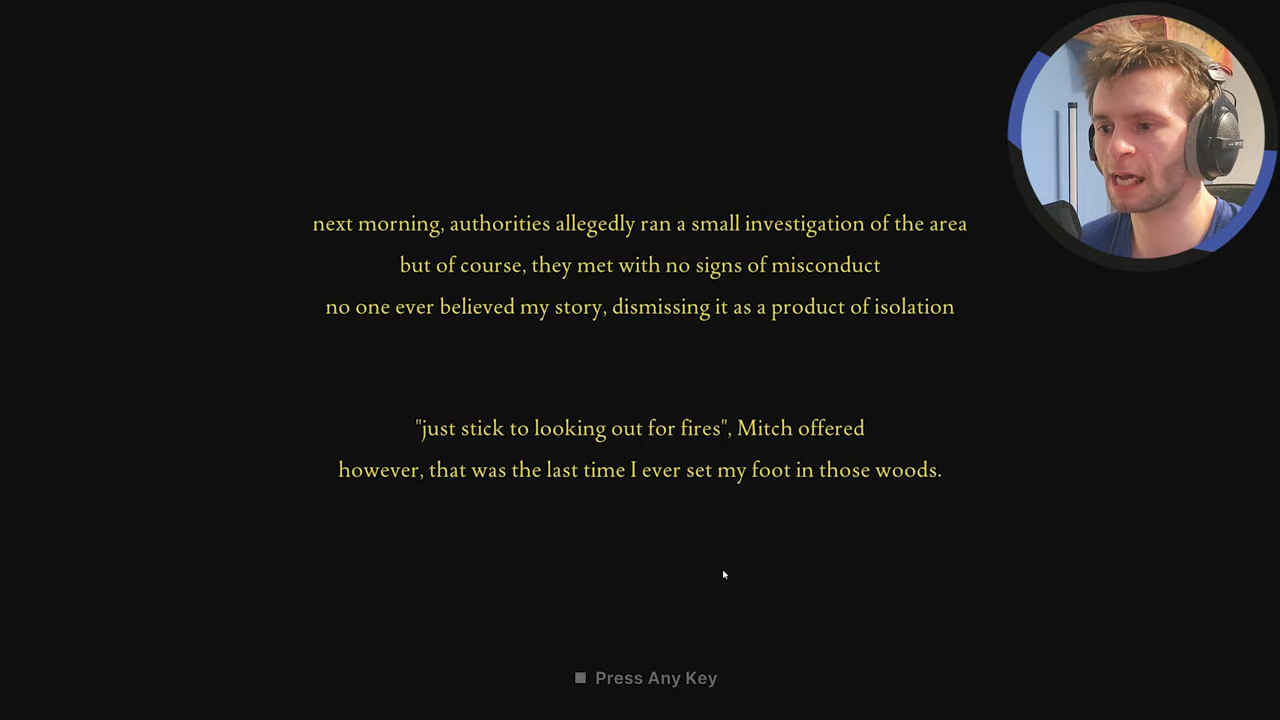 next morning, authorities allegedly ran a small investigation of the area
but of course, they met with no signs of misconduct
no one ever believed my story, dismissing it as a product of isolation
"just stick to looking out for fires", Mitch offered
however, that was the last time I ever set my foot in those woods.
Press Any Key